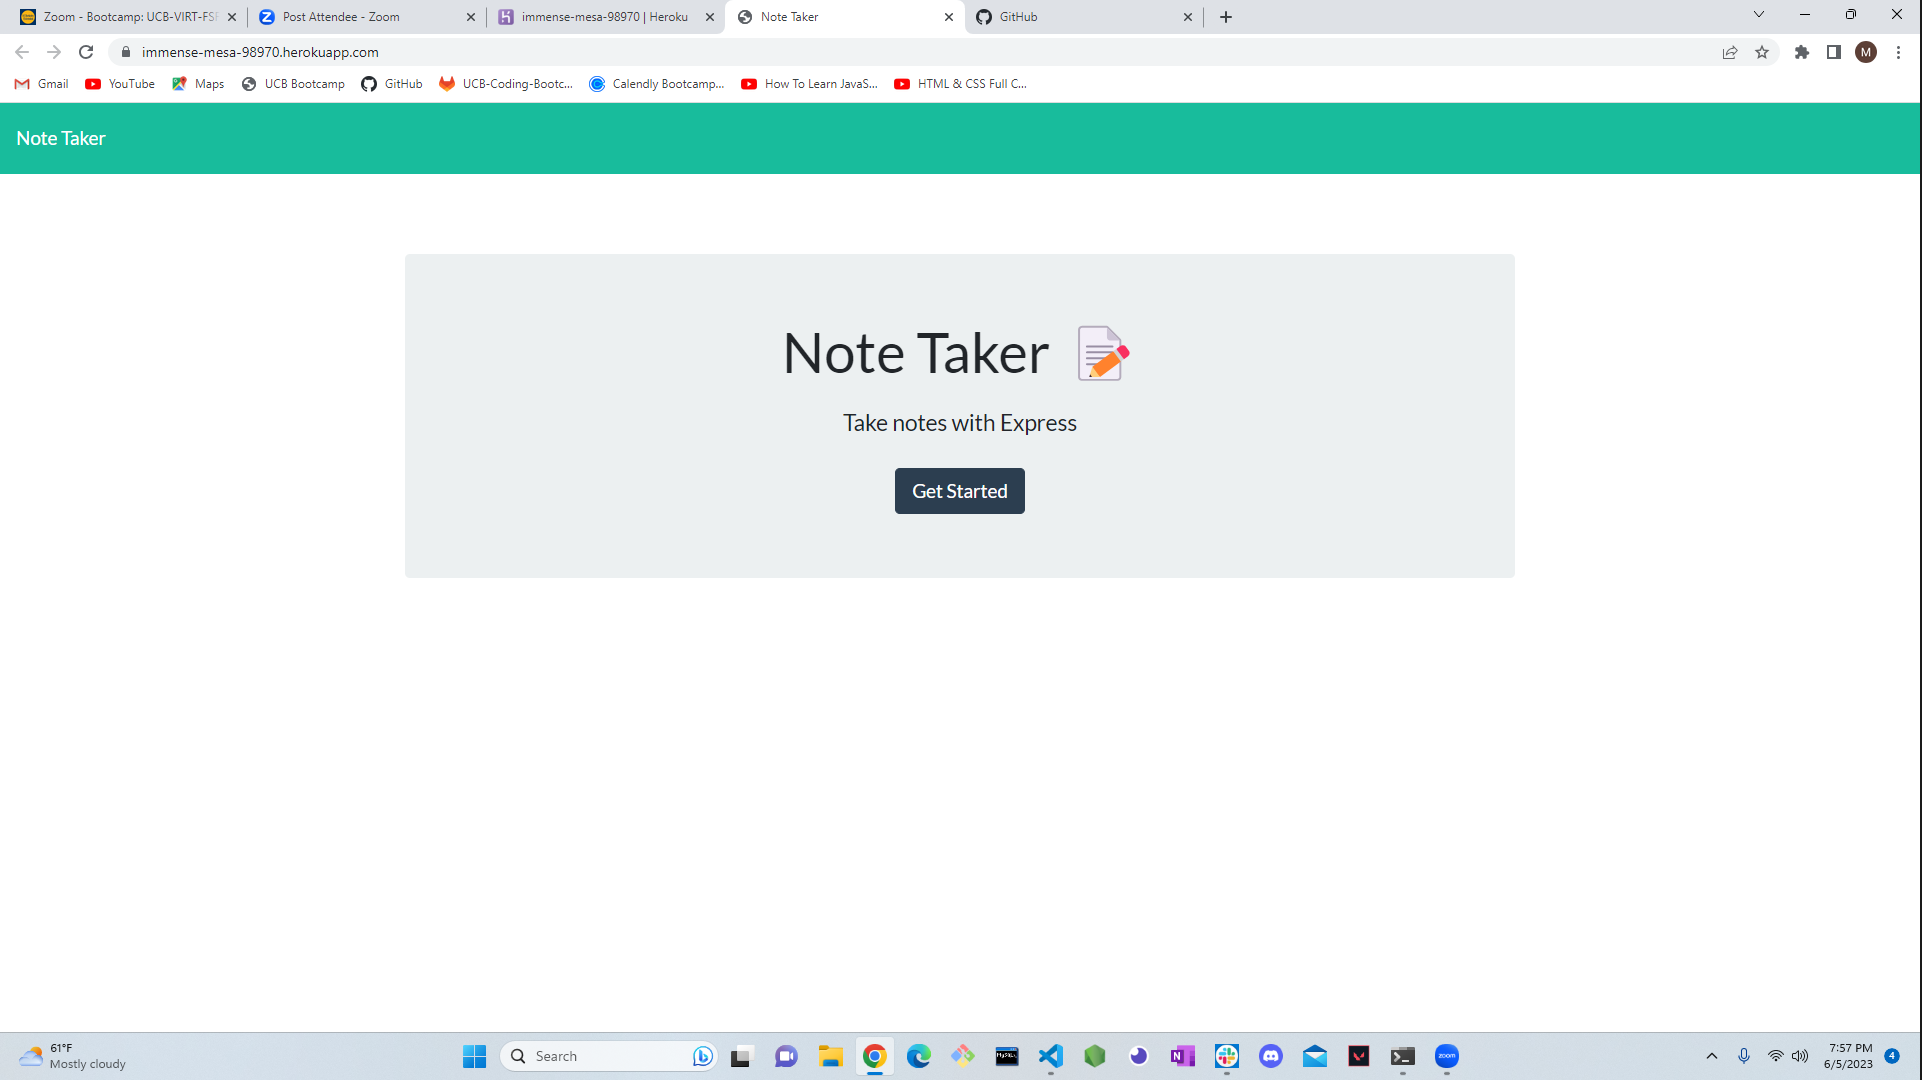 Zoom - Bootcamp: UCB-VIRT-FSF
Post Attendee - Zoom
immense-mesa-98970 | Heroku
Note Taker
GitHub
immense-mesa-98970.herokuapp.com
M
Gmail
YouTube
Maps
UCB Bootcamp
GitHub
UCB-Coding-Bootc...
Calendly Bootcamp...
How To Learn JavaS...
HTML & CSS Full C...
Note Taker
Note Taker
Take notes with Express
Get Started
61°F
Mostly cloudy
Search
MySQL
N
zoom
7:57 PM
6/5/2023
4